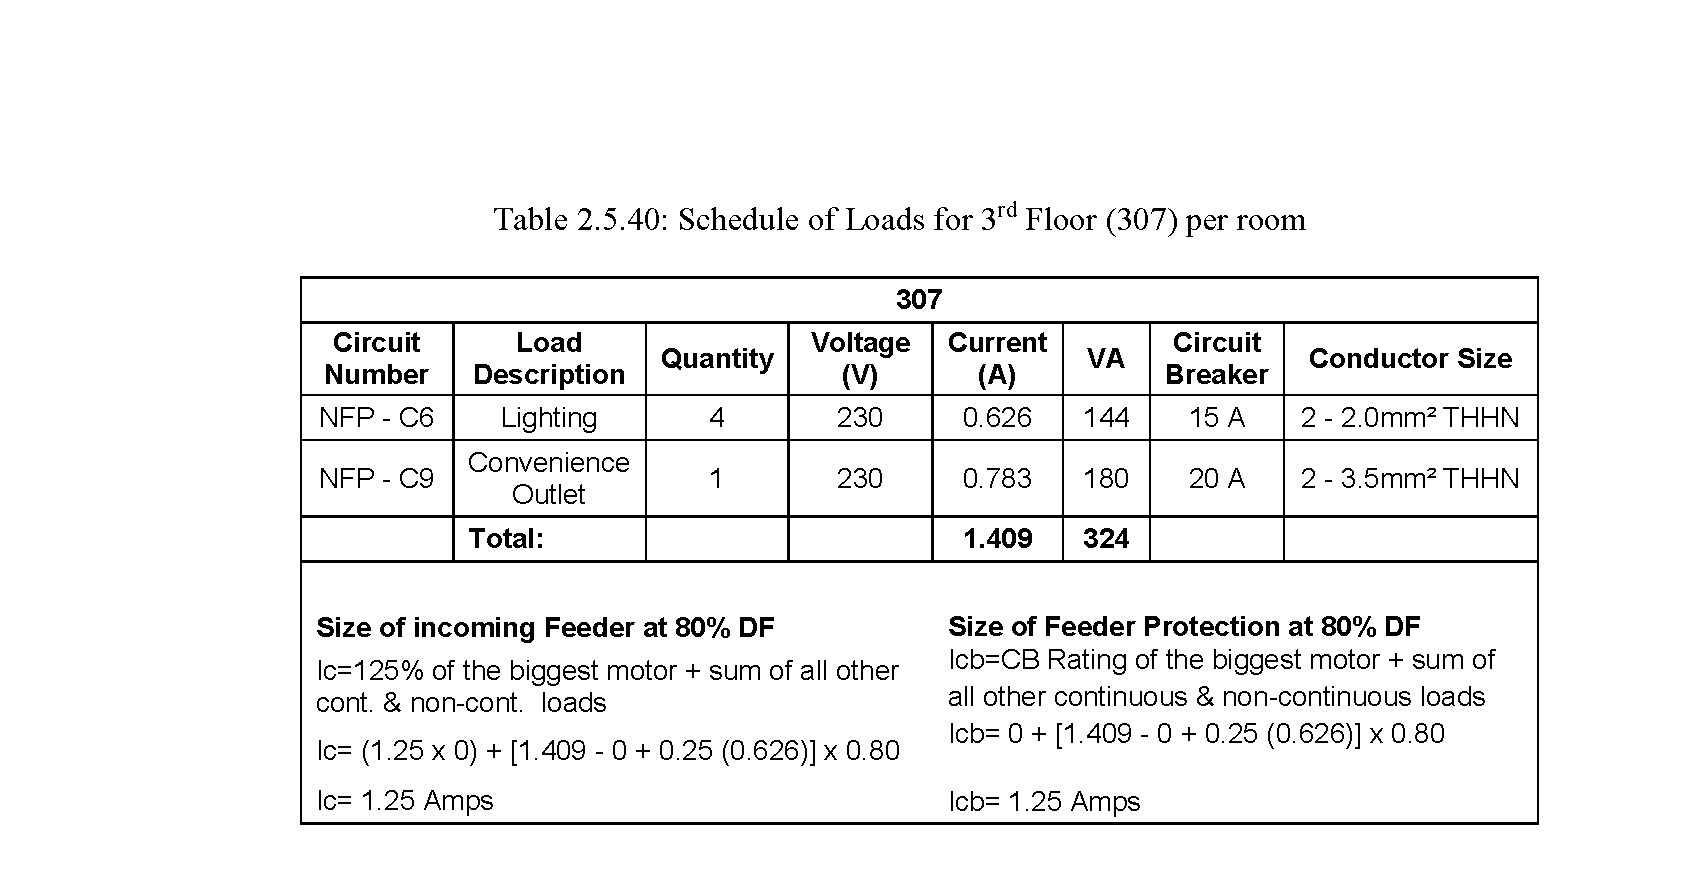 Table 2.5.40: Schedule of Loads for 3rd Floor (307) per room
307
Circuit Number Load Description Quantity Voltage (V) Current (A) VA Circuit Breaker Conductor Size
NFP - C6 Lighting 4 230 0.626 144 15 A 2 - 2.0mm² THHN
NFP - C9 Convenience Outlet 1 230 0.783 180 20 A 2 - 3.5mm² THHN
Total: 1.409 324
Size of incoming Feeder at 80% DF
Ic=125% of the biggest motor + sum of all other
cont. & non-cont. loads
Ic= (1.25 x 0) + [1.409 - 0 + 0.25 (0.626)] x 0.80
Ic= 1.25 Amps
Size of Feeder Protection at 80% DF
Icb=CB Rating of the biggest motor + sum of
all other continuous & non-continuous loads
Icb= 0 + [1.409 - 0 + 0.25 (0.626)] x 0.80
Icb= 1.25 Amps